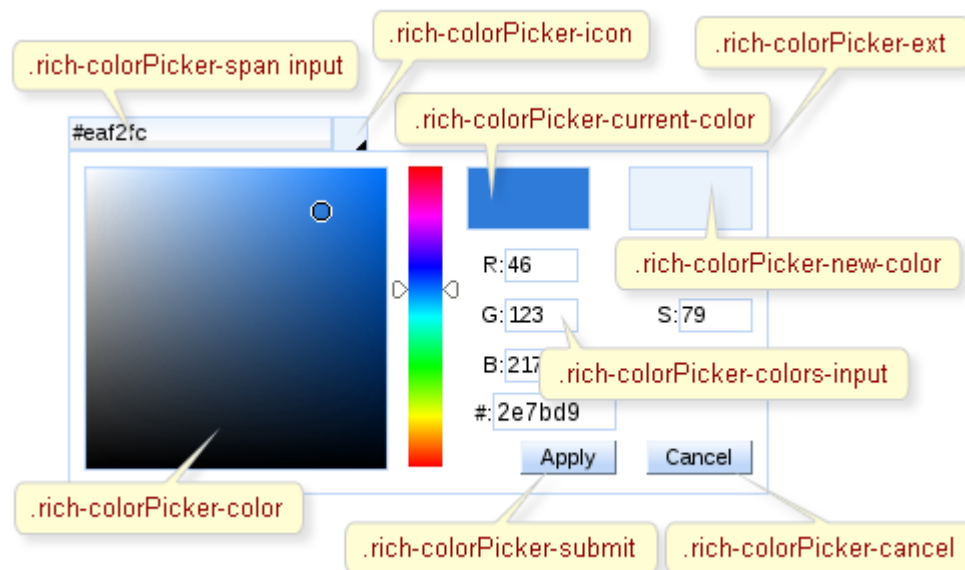 .rich-colorPicker-icon
.rich-colorPicker-ext
.rich-colorPicker-span input
#eaf2fc
.rich-colorPicker-current-color
R: 46
.rich-colorPicker-new-color
G: 123
S: 79
B: 217
.rich-colorPicker-colors-input
#: 2e7bd9
Apply
Cancel
.rich-colorPicker-color
.rich-colorPicker-submit
.rich-colorPicker-cancel